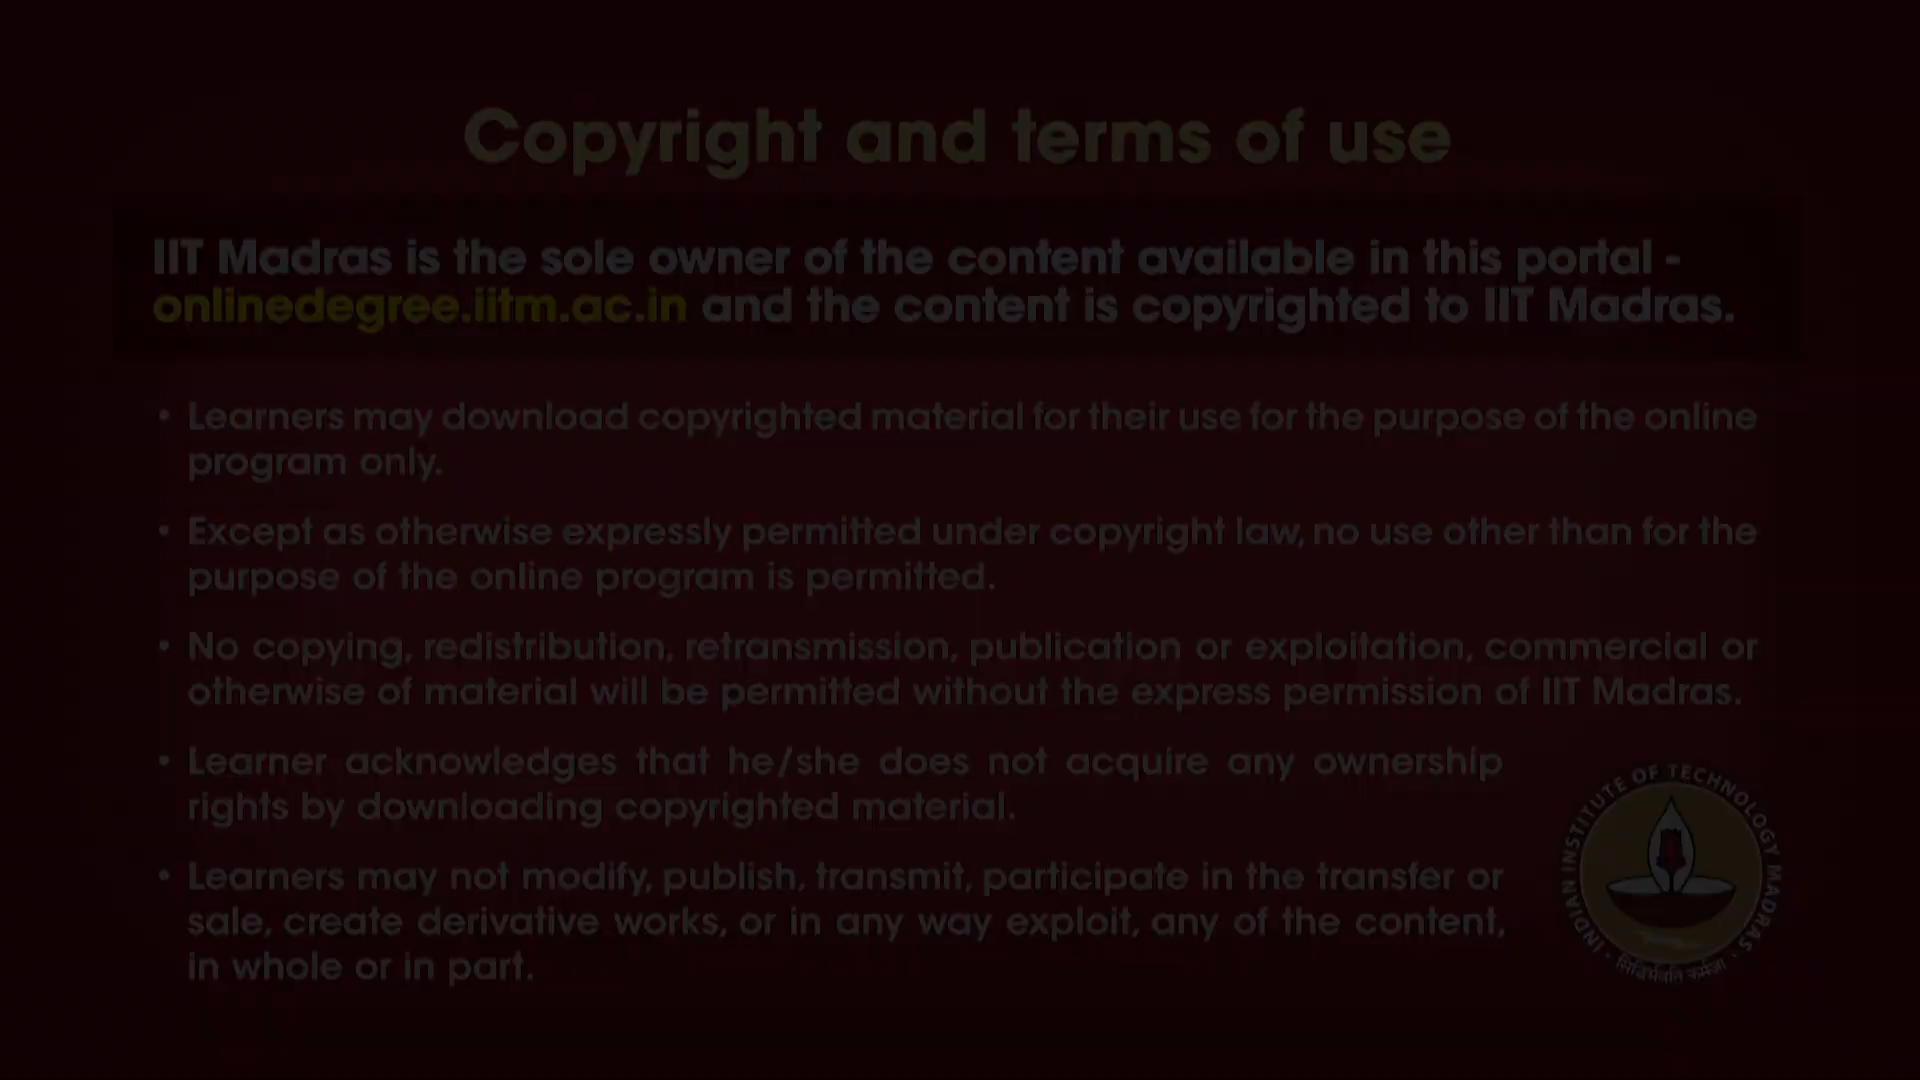 Copyright and terms of use
IIT Madras is the sole owner of the content available in this portal -
onlinedegree.iitm.ac.in and the content is copyrighted to IIT Madras.
• Learners may download copyrighted material for their use for the purpose of the online
program only.
• Except as otherwise expressly permitted under copyright law, no use other than for the
purpose of the online program is permitted.
• No copying, redistribution, retransmission, publication or exploitation, commercial or
otherwise of material will be permitted without the express permission of IIT Madras.
• Learner acknowledges that he/she does not acquire any ownership
rights by downloading copyrighted material.
• Learners may not modify, publish, transmit, participate in the transfer or
sale, create derivative works, or in any way exploit, any of the content,
in whole or in part.
INDIAN INSTITUTE OF TECHNOLOGY MADRAS